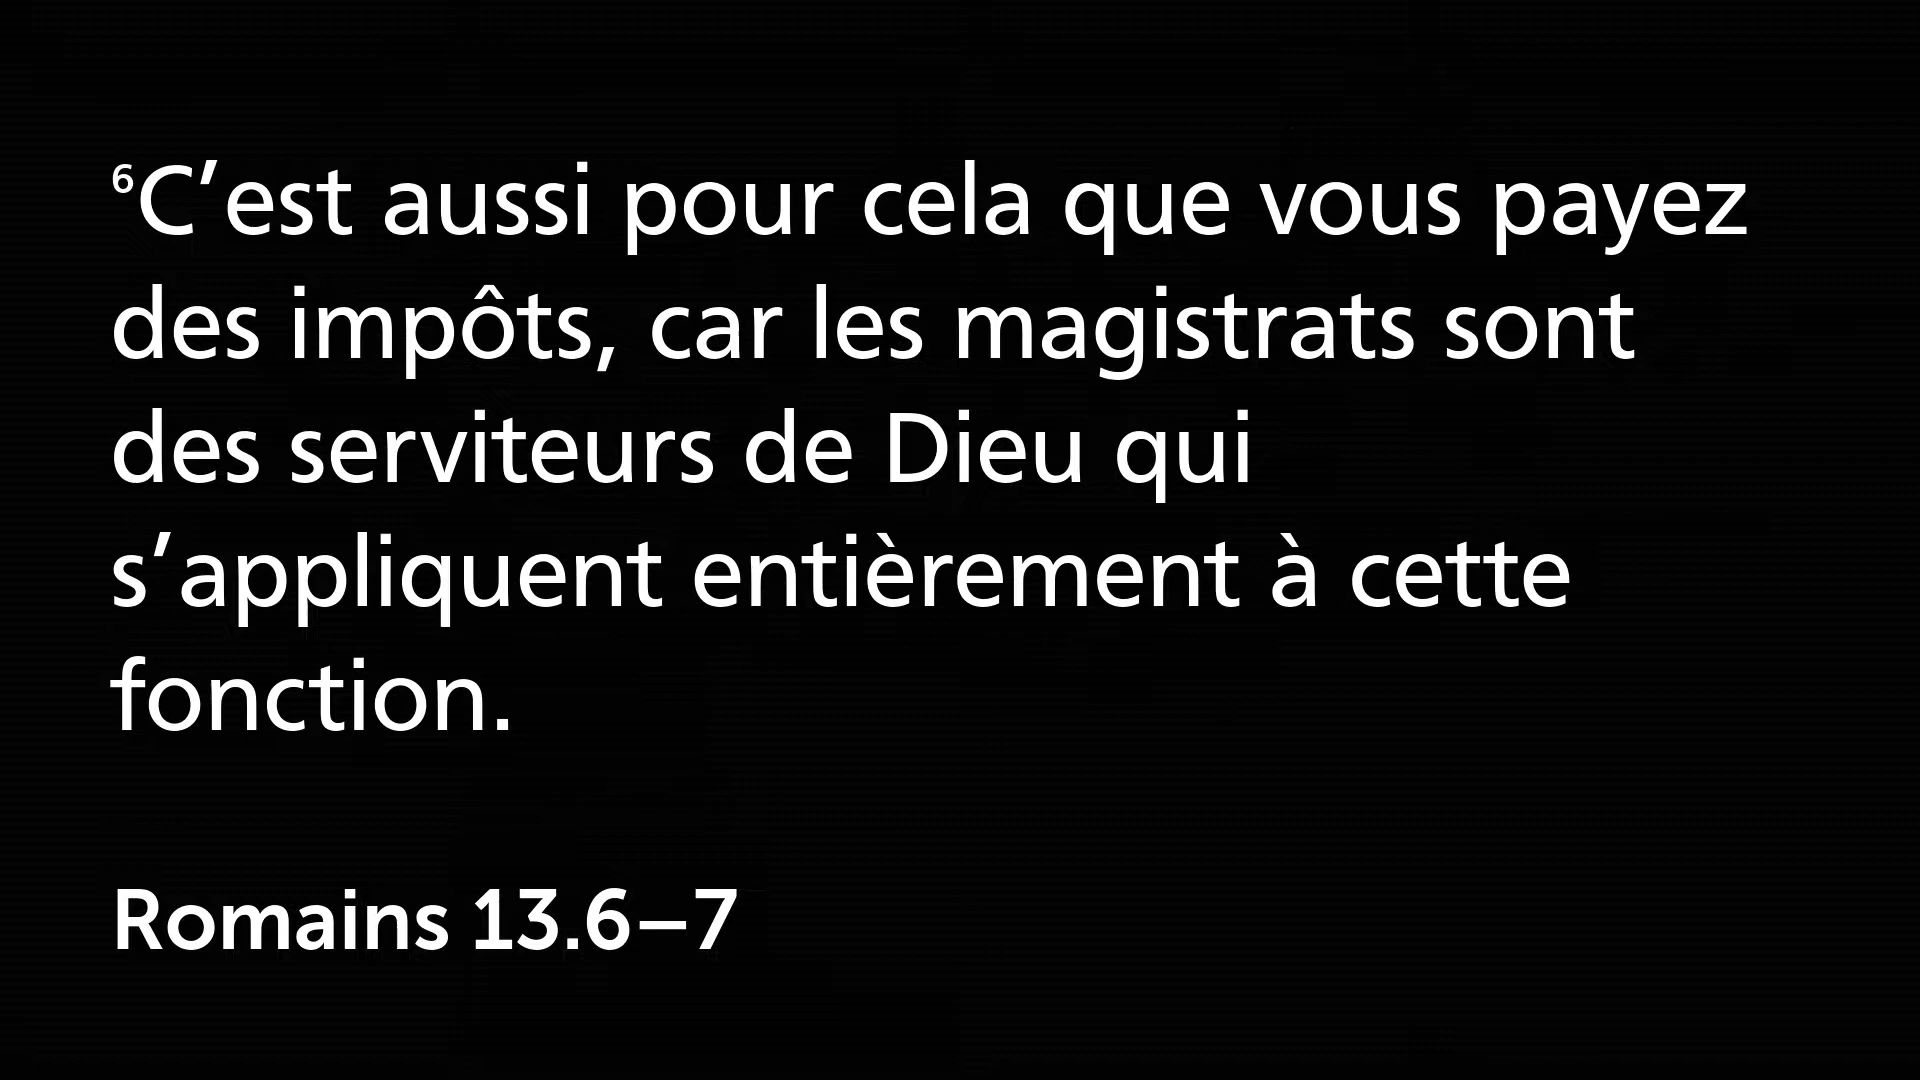 ⁶C’est aussi pour cela que vous payez
des impôts, car les magistrats sont
des serviteurs de Dieu qui
s’appliquent entièrement à cette
fonction.
Romains 13.6–7